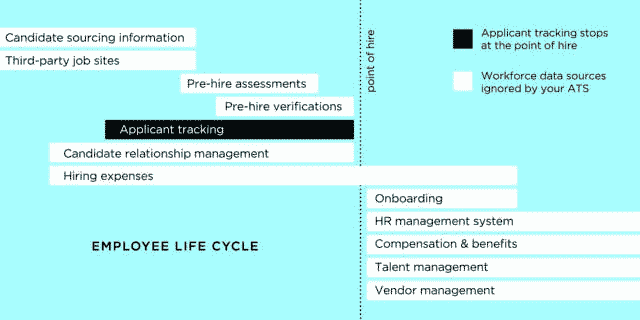 Candidate sourcing information
Third-party job sites
Pre-hire assessments
Pre-hire verifications
Applicant tracking
Candidate relationship management
Hiring expenses
EMPLOYEE LIFE CYCLE
point of hire
Applicant tracking stops
at the point of hire
Workforce data sources
ignored by your ATS
Onboarding
HR management system
Compensation & benefits
Talent management
Vendor management